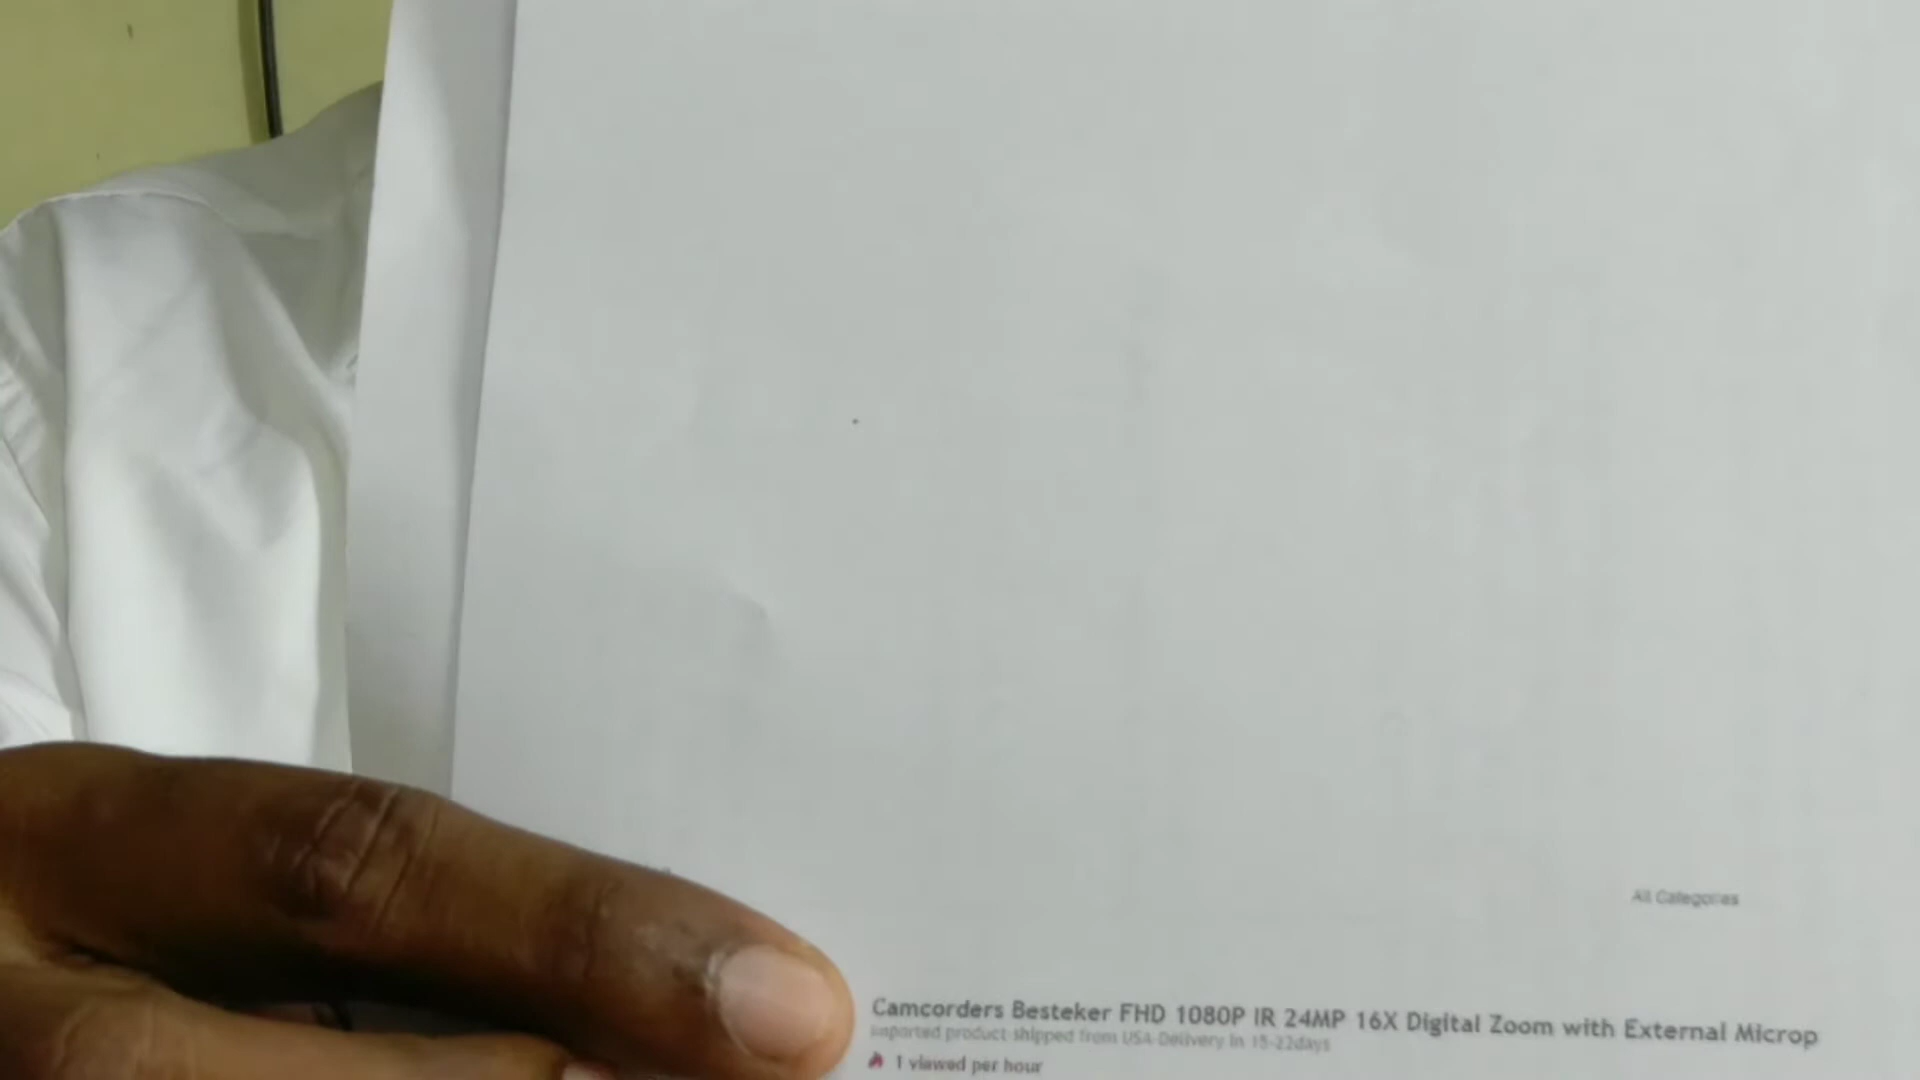 All Categories
Camcorders Besteker FHD 1080P IR 24MP 16X Digital Zoom with External Microp
Imported product shipped from USA Delivery in 15-22days
1 viewed per hour